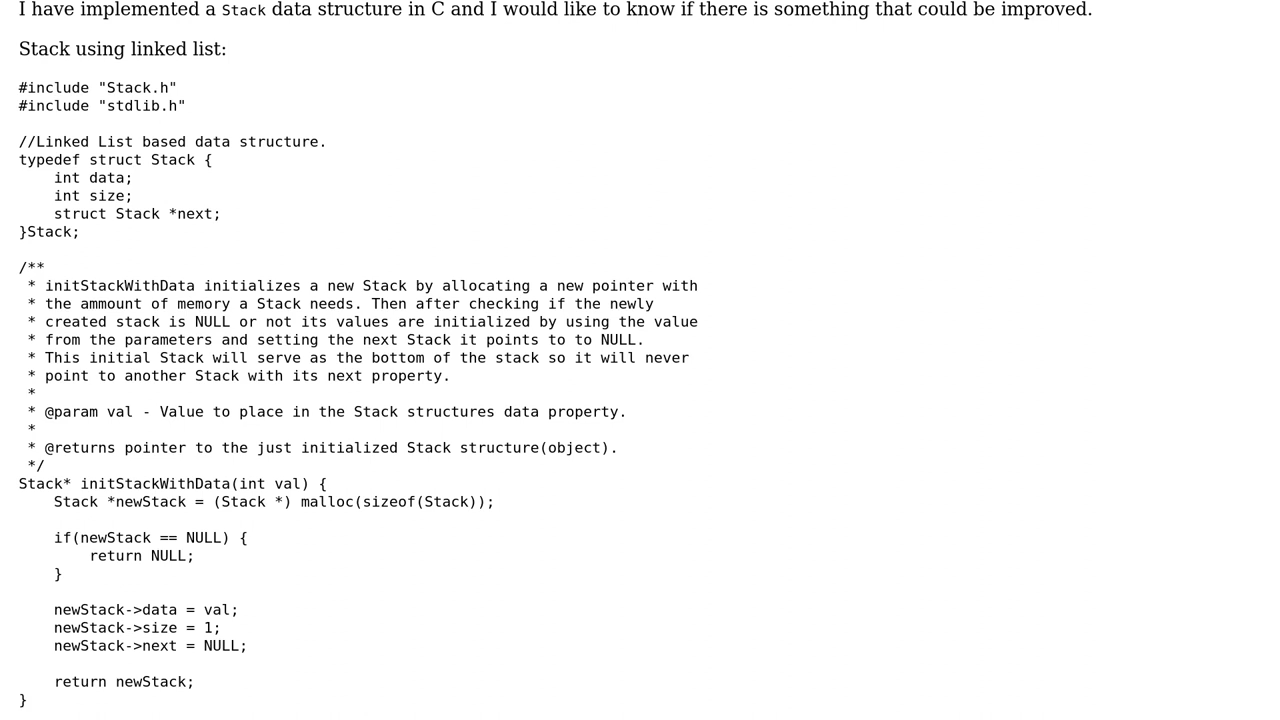 I have implemented a Stack data structure in C and I would like to know if there is something that could be improved.
Stack using linked list:
#include "Stack.h"
#include "stdlib.h"
//Linked List based data structure.
typedef struct Stack {
    int data;
    int size;
    struct Stack *next;
}Stack;
/**
 * initStackWithData initializes a new Stack by allocating a new pointer with
 * the ammount of memory a Stack needs. Then after checking if the newly
 * created stack is NULL or not its values are initialized by using the value
 * from the parameters and setting the next Stack it points to to NULL.
 * This initial Stack will serve as the bottom of the stack so it will never
 * point to another Stack with its next property.
 *
 * @param val - Value to place in the Stack structures data property.
 *
 * @returns pointer to the just initialized Stack structure(object).
 */
Stack* initStackWithData(int val) {
    Stack *newStack = (Stack *) malloc(sizeof(Stack));
    if(newStack == NULL) {
        return NULL;
    }
    newStack->data = val;
    newStack->size = 1;
    newStack->next = NULL;
    return newStack;
}